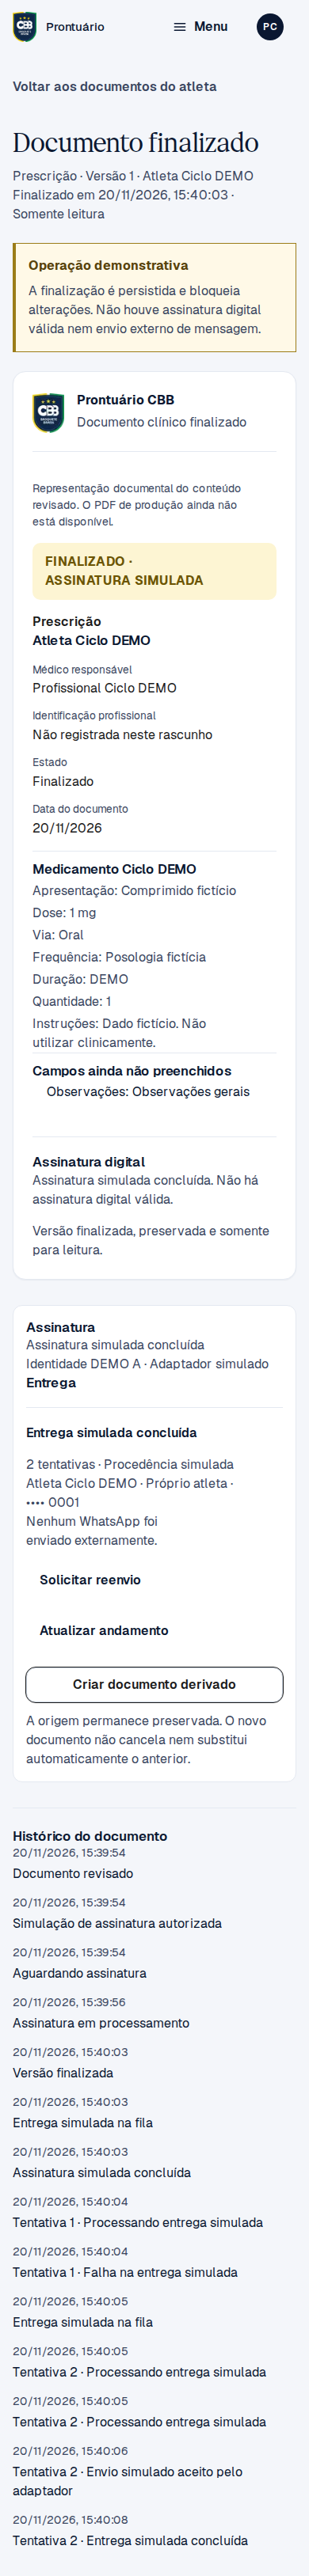 CBB
Prontuário
Menu
PC
Voltar aos documentos do atleta
Documento finalizado
Prescrição · Versão 1 · Atleta Ciclo DEMO
Finalizado em 20/11/2026, 15:40:03 ·
Somente leitura
Operação demonstrativa
A finalização é persistida e bloqueia
alterações. Não houve assinatura digital
válida nem envio externo de mensagem.
CBB
Prontuário CBB
Documento clínico finalizado
Representação documental do conteúdo
revisado. O PDF de produção ainda não
está disponível.
FINALIZADO ·
ASSINATURA SIMULADA
Prescrição
Atleta Ciclo DEMO
Médico responsável
Profissional Ciclo DEMO
Identificação profissional
Não registrada neste rascunho
Estado
Finalizado
Data do documento
20/11/2026
Medicamento Ciclo DEMO
Apresentação: Comprimido fictício
Dose: 1 mg
Via: Oral
Frequência: Posologia fictícia
Duração: DEMO
Quantidade: 1
Instruções: Dado fictício. Não
utilizar clinicamente.
Campos ainda não preenchidos
Observações: Observações gerais
Assinatura digital
Assinatura simulada concluída. Não há
assinatura digital válida.
Versão finalizada, preservada e somente
para leitura.
Assinatura
Assinatura simulada concluída
Identidade DEMO A · Adaptador simulado
Entrega
Entrega simulada concluída
2 tentativas · Procedência simulada
Atleta Ciclo DEMO · Próprio atleta ·
•••• 0001
Nenhum WhatsApp foi
enviado externamente.
Solicitar reenvio
Atualizar andamento
Criar documento derivado
A origem permanece preservada. O novo
documento não cancela nem substitui
automaticamente o anterior.
Histórico do documento
20/11/2026, 15:39:54
Documento revisado
20/11/2026, 15:39:54
Simulação de assinatura autorizada
20/11/2026, 15:39:54
Aguardando assinatura
20/11/2026, 15:39:56
Assinatura em processamento
20/11/2026, 15:40:03
Versão finalizada
20/11/2026, 15:40:03
Entrega simulada na fila
20/11/2026, 15:40:03
Assinatura simulada concluída
20/11/2026, 15:40:04
Tentativa 1 · Processando entrega simulada
20/11/2026, 15:40:04
Tentativa 1 · Falha na entrega simulada
20/11/2026, 15:40:05
Entrega simulada na fila
20/11/2026, 15:40:05
Tentativa 2 · Processando entrega simulada
20/11/2026, 15:40:05
Tentativa 2 · Processando entrega simulada
20/11/2026, 15:40:06
Tentativa 2 · Envio simulado aceito pelo
adaptador
20/11/2026, 15:40:08
Tentativa 2 · Entrega simulada concluída